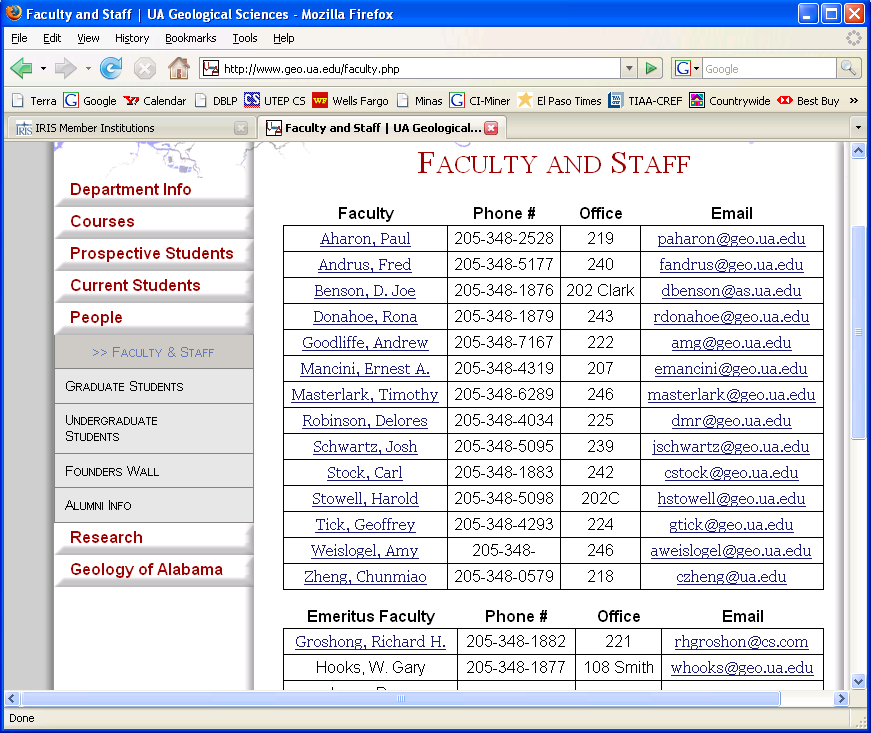 Faculty and Staff | UA Geological Sciences - Mozilla Firefox
File Edit View History Bookmarks Tools Help
http://www.geo.ua.edu/faculty.php G Google
Terra Google Calendar DBLP UTEP CS Wells Fargo Minas CI-Miner El Paso Times TIAA-CREF Countrywide Best Buy »
IRIS Member Institutions Faculty and Staff | UA Geological...
FACULTY AND STAFF
Department Info
Courses
Prospective Students
Current Students
People
>> FACULTY & STAFF
GRADUATE STUDENTS
UNDERGRADUATE
STUDENTS
FOUNDERS WALL
ALUMNI INFO
Research
Geology of Alabama
Faculty Phone # Office Email
Aharon, Paul 205-348-2528 219 paharon@geo.ua.edu
Andrus, Fred 205-348-5177 240 fandrus@geo.ua.edu
Benson, D. Joe 205-348-1876 202 Clark dbenson@as.ua.edu
Donahoe, Rona 205-348-1879 243 rdonahoe@geo.ua.edu
Goodliffe, Andrew 205-348-7167 222 amg@geo.ua.edu
Mancini, Ernest A. 205-348-4319 207 emancini@geo.ua.edu
Masterlark, Timothy 205-348-6289 246 masterlark@geo.ua.edu
Robinson, Delores 205-348-4034 225 dmr@geo.ua.edu
Schwartz, Josh 205-348-5095 239 jschwartz@geo.ua.edu
Stock, Carl 205-348-1883 242 cstock@geo.ua.edu
Stowell, Harold 205-348-5098 202C hstowell@geo.ua.edu
Tick, Geoffrey 205-348-4293 224 gtick@geo.ua.edu
Weislogel, Amy 205-348- 246 aweislogel@geo.ua.edu
Zheng, Chunmiao 205-348-0579 218 czheng@ua.edu
Emeritus Faculty Phone # Office Email
Groshong, Richard H. 205-348-1882 221 rhgroshon@cs.com
Hooks, W. Gary 205-348-1877 108 Smith whooks@geo.ua.edu
Done